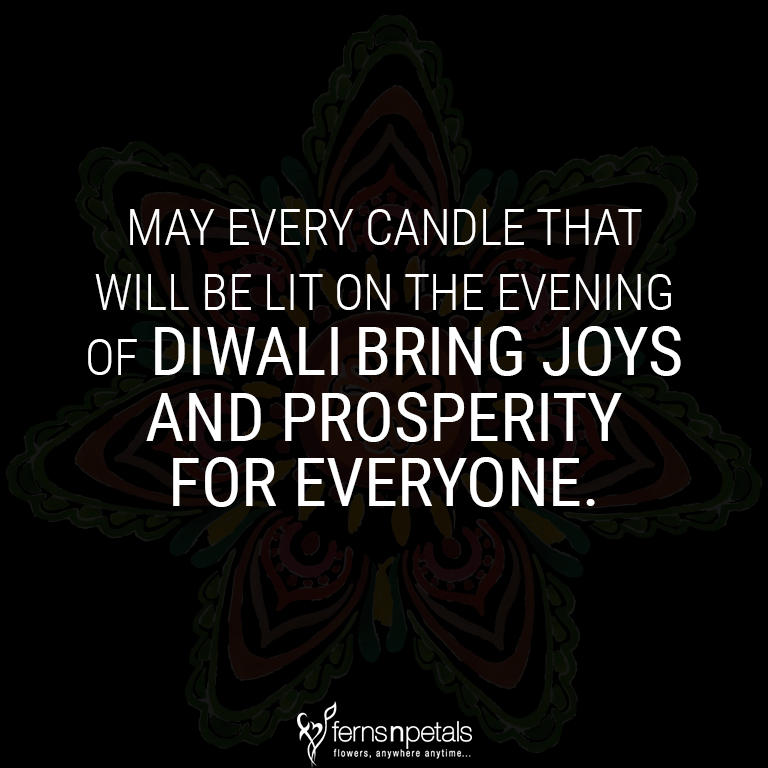 MAY EVERY CANDLE THAT
WILL BE LIT ON THE EVENING
OF DIWALI BRING JOYS
AND PROSPERITY
FOR EVERYONE.
fernsnpetals
flowers, anywhere anytime...